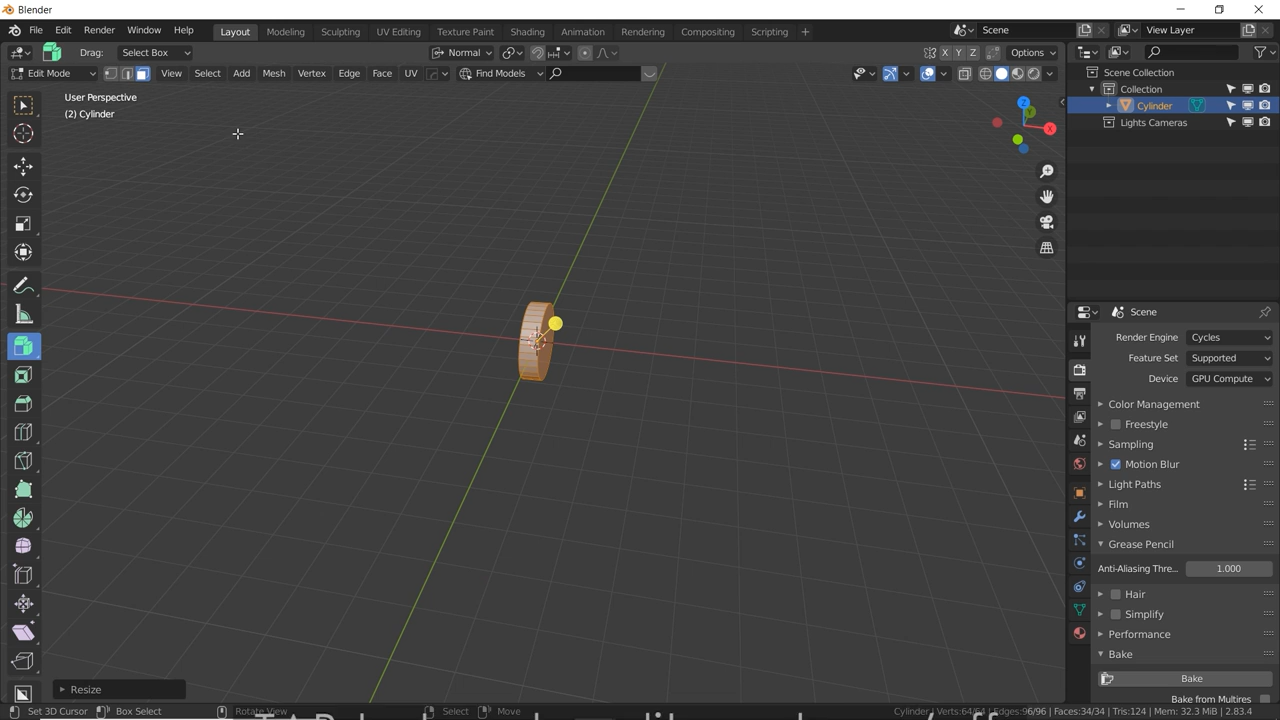 Blender
File Edit Render Window Help
Layout Modeling Sculpting UV Editing Texture Paint Shading Animation Rendering Compositing Scripting +
Scene View Layer
Drag: Select Box Normal X Y Z Options
Edit Mode View Select Add Mesh Vertex Edge Face UV Find Models
User Perspective
(2) Cylinder
Z
Y
X
Scene Collection
Collection
Cylinder
Lights Cameras
Scene
Render Engine Cycles
Feature Set Supported
Device GPU Compute
Color Management
Freestyle
Sampling
Motion Blur
Light Paths
Film
Volumes
Grease Pencil
Anti-Aliasing Thre... 1.000
Hair
Simplify
Performance
Bake
Bake
Bake from Multires
Resize
Set 3D Cursor Box Select Rotate View Select Move
Cylinder | Verts:64/64 | Edges:96/96 | Faces:34/34 | Tris:124 | Mem: 32.3 MiB | 2.83.4